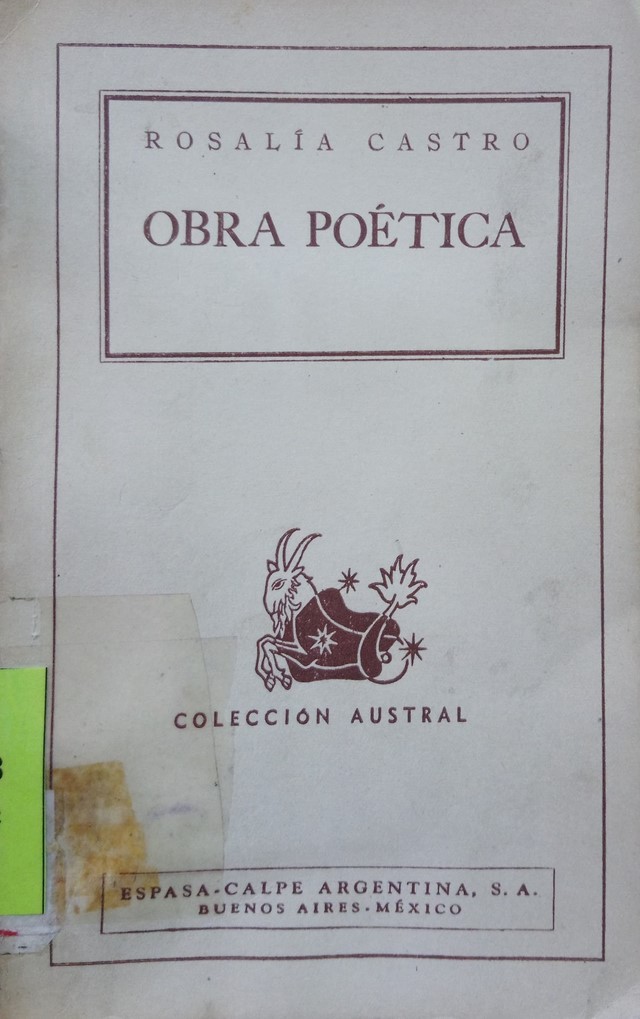 ROSALÍA CASTRO
OBRA POÉTICA
COLECCIÓN AUSTRAL
ESPASA-CALPE ARGENTINA, S. A.
BUENOS AIRES-MÉXICO